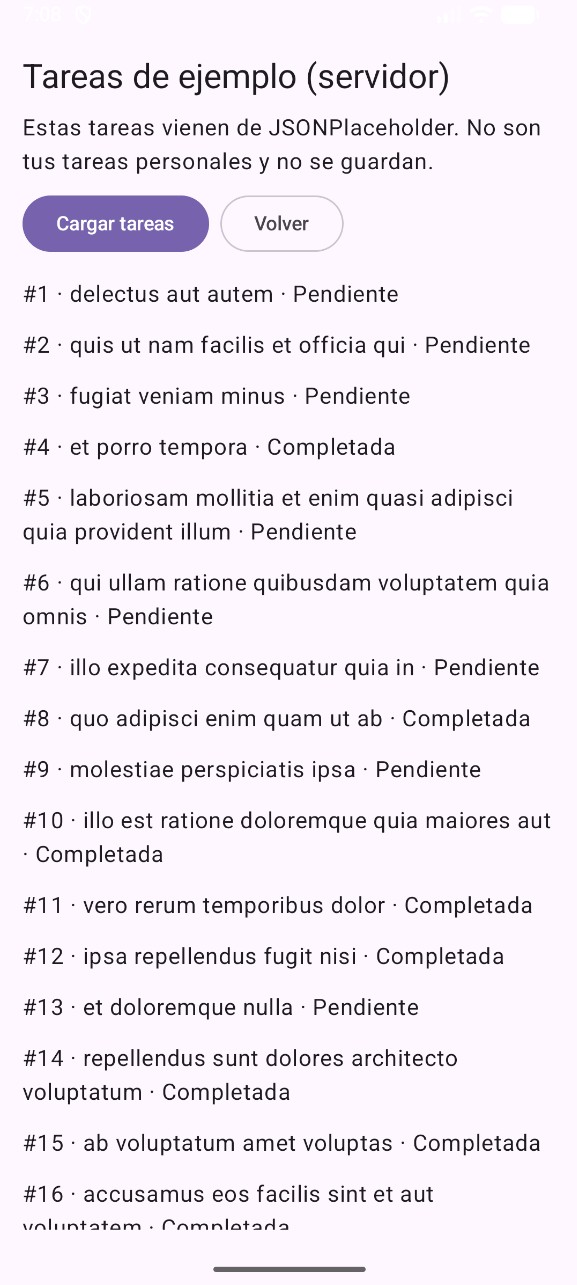 Tareas de ejemplo (servidor)
Estas tareas vienen de JSONPlaceholder. No son
tus tareas personales y no se guardan.
Cargar tareas
Volver
#1 · delectus aut autem · Pendiente
#2 · quis ut nam facilis et officia qui · Pendiente
#3 · fugiat veniam minus · Pendiente
#4 · et porro tempora · Completada
#5 · laboriosam mollitia et enim quasi adipisci
quia provident illum · Pendiente
#6 · qui ullam ratione quibusdam voluptatem quia
omnis · Pendiente
#7 · illo expedita consequatur quia in · Pendiente
#8 · quo adipisci enim quam ut ab · Completada
#9 · molestiae perspiciatis ipsa · Pendiente
#10 · illo est ratione doloremque quia maiores aut
· Completada
#11 · vero rerum temporibus dolor · Completada
#12 · ipsa repellendus fugit nisi · Completada
#13 · et doloremque nulla · Pendiente
#14 · repellendus sunt dolores architecto
voluptatum · Completada
#15 · ab voluptatum amet voluptas · Completada
#16 · accusamus eos facilis sint et aut
voluptatem · Completada